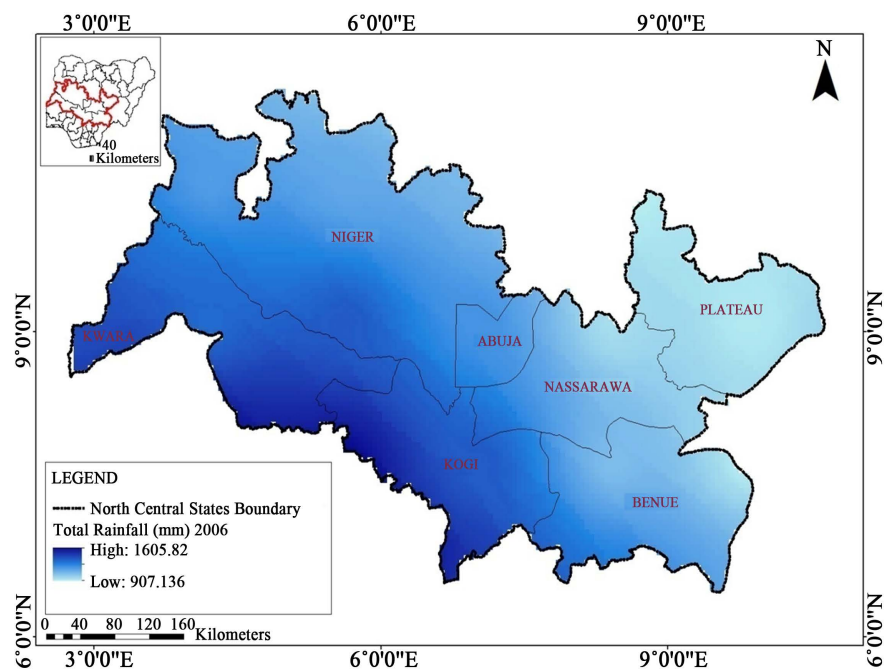 3°0'0"E 6°0'0"E 9°0'0"E
N
40
Kilometers
NIGER
PLATEAU
9°0'0"N
9°0'0"N
KWARA
ABUJA
NASSARAWA
KOGI
BENUE
LEGEND
North Central States Boundary
Total Rainfall (mm) 2006
High: 1605.82
Low: 907.136
0 40 80 120 160
Kilometers
6°0'0"N
6°0'0"N
3°0'0"E 6°0'0"E 9°0'0"E